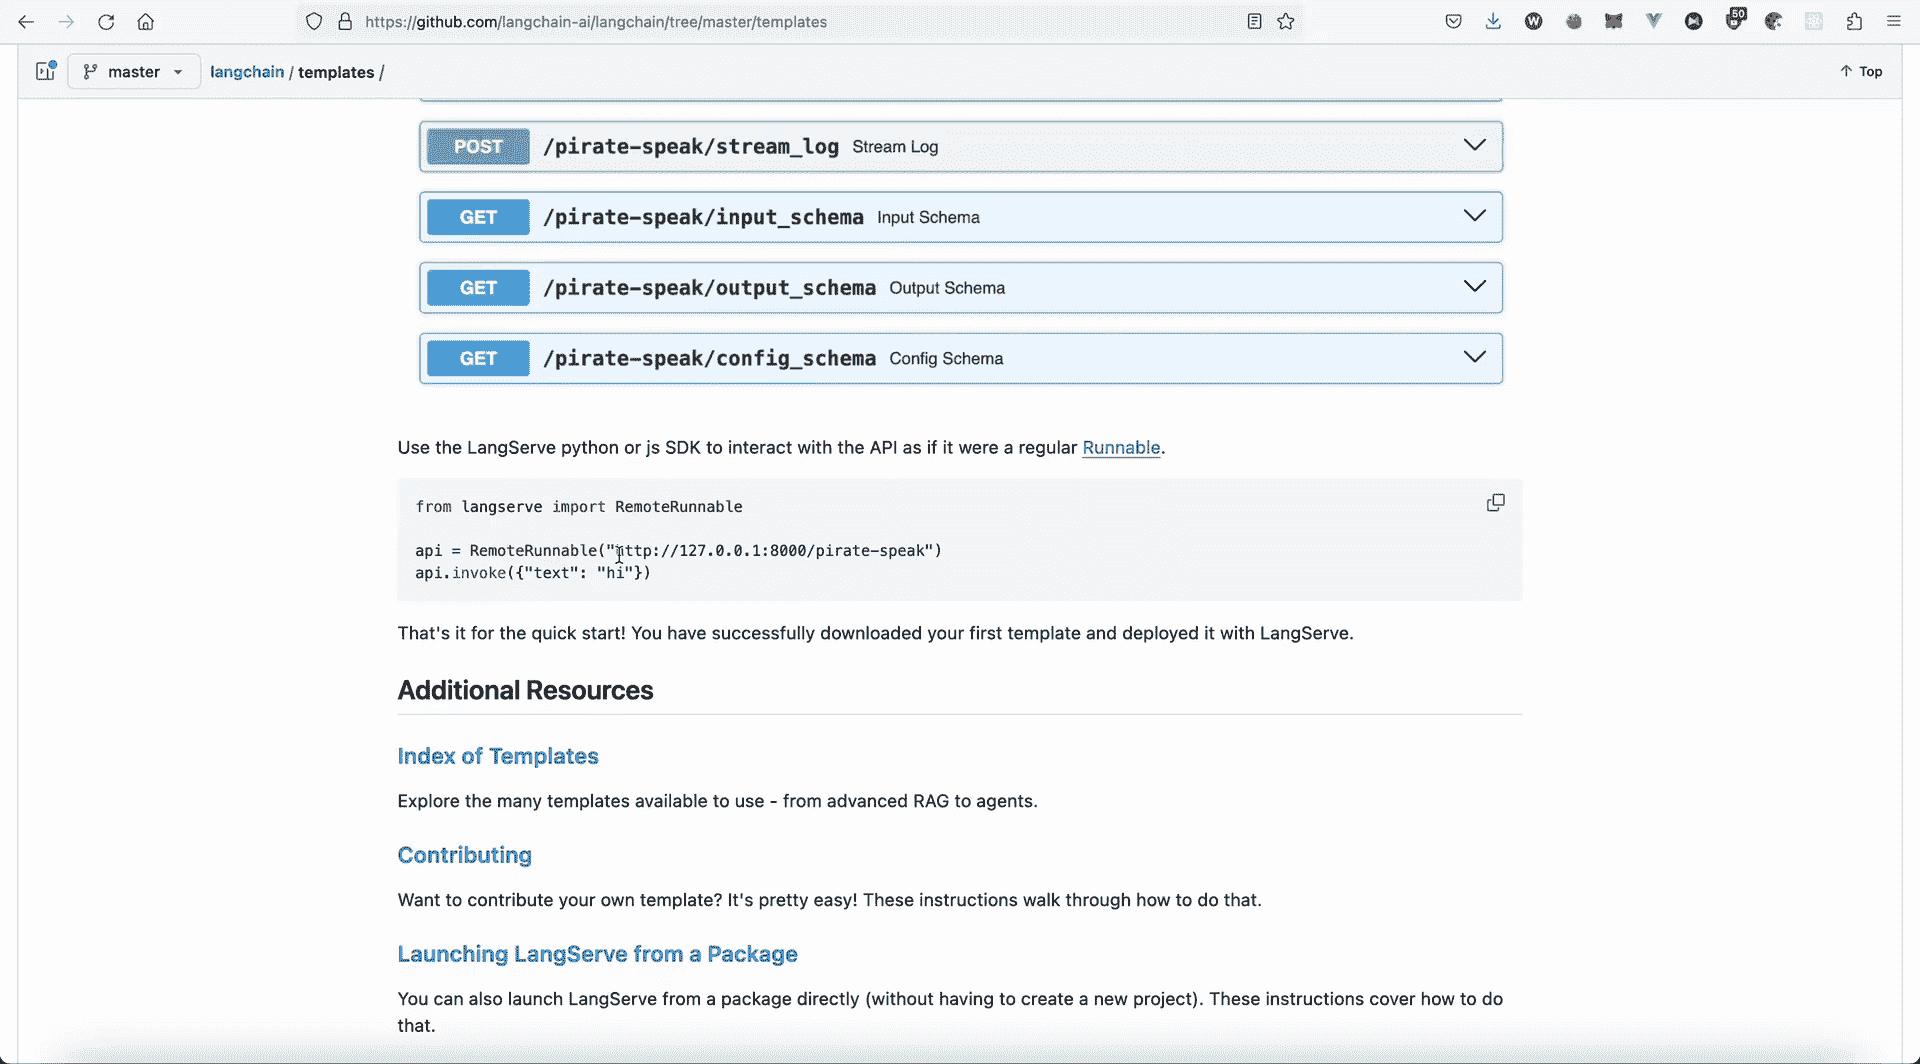 https://github.com/langchain-ai/langchain/tree/master/templates
50
master
langchain / templates /
Top
POST /pirate-speak/stream_log Stream Log
GET /pirate-speak/input_schema Input Schema
GET /pirate-speak/output_schema Output Schema
GET /pirate-speak/config_schema Config Schema
Use the LangServe python or js SDK to interact with the API as if it were a regular Runnable.
from langserve import RemoteRunnable
api = RemoteRunnable("http://127.0.0.1:8000/pirate-speak")
api.invoke({"text": "hi"})
That's it for the quick start! You have successfully downloaded your first template and deployed it with LangServe.
Additional Resources
Index of Templates
Explore the many templates available to use - from advanced RAG to agents.
Contributing
Want to contribute your own template? It's pretty easy! These instructions walk through how to do that.
Launching LangServe from a Package
You can also launch LangServe from a package directly (without having to create a new project). These instructions cover how to do
that.